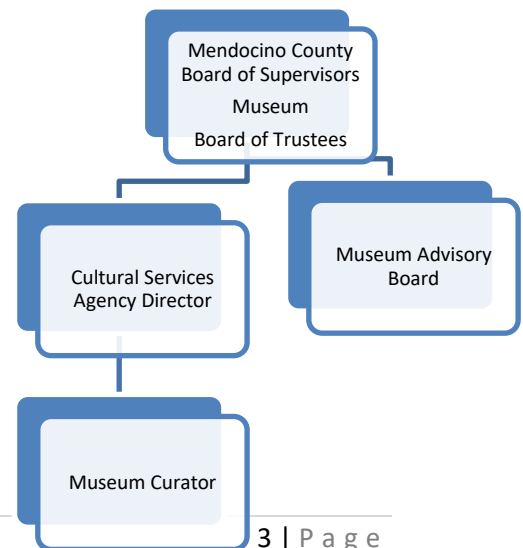 Mendocino County
Board of Supervisors
Museum
Board of Trustees
Cultural Services
Agency Director
Museum Advisory
Board
Museum Curator
3 | P a g e